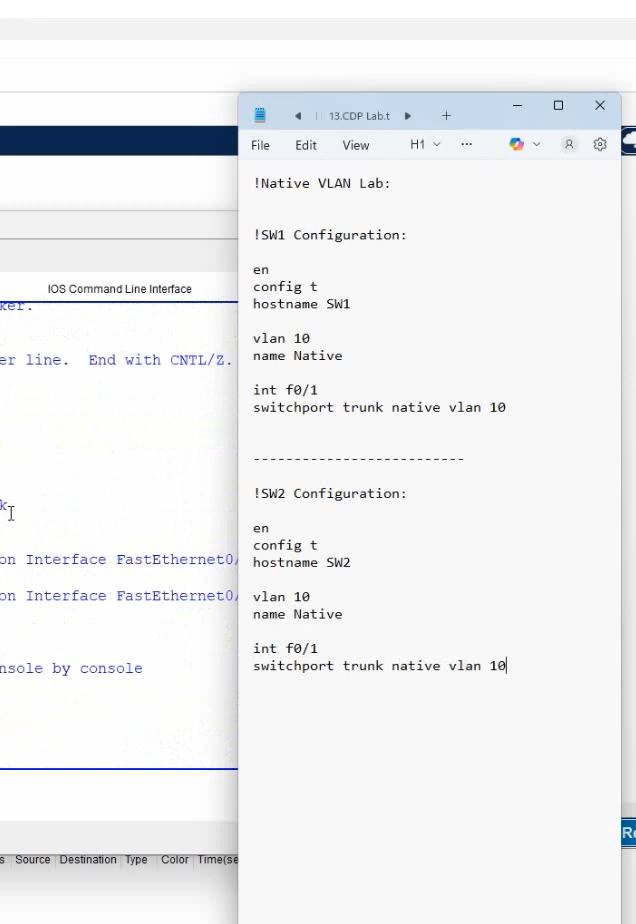 13.CDP Lab.t
File Edit View H1 ...
!Native VLAN Lab:
!SW1 Configuration:
en
config t
hostname SW1
vlan 10
name Native
int f0/1
switchport trunk native vlan 10
--------------------------
!SW2 Configuration:
en
config t
hostname SW2
vlan 10
name Native
int f0/1
switchport trunk native vlan 10
IOS Command Line Interface
ker.
er line. End with CNTL/Z.
k
on Interface FastEthernet0/
on Interface FastEthernet0/
nsole by console
s Source Destination Type Color Time(se
Re